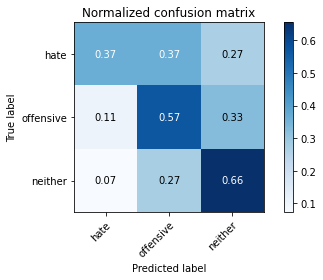 Normalized confusion matrix
True label
hate
offensive
neither
0.37 0.37 0.27
0.11 0.57 0.33
0.07 0.27 0.66
hate offensive neither
Predicted label
0.6
0.5
0.4
0.3
0.2
0.1